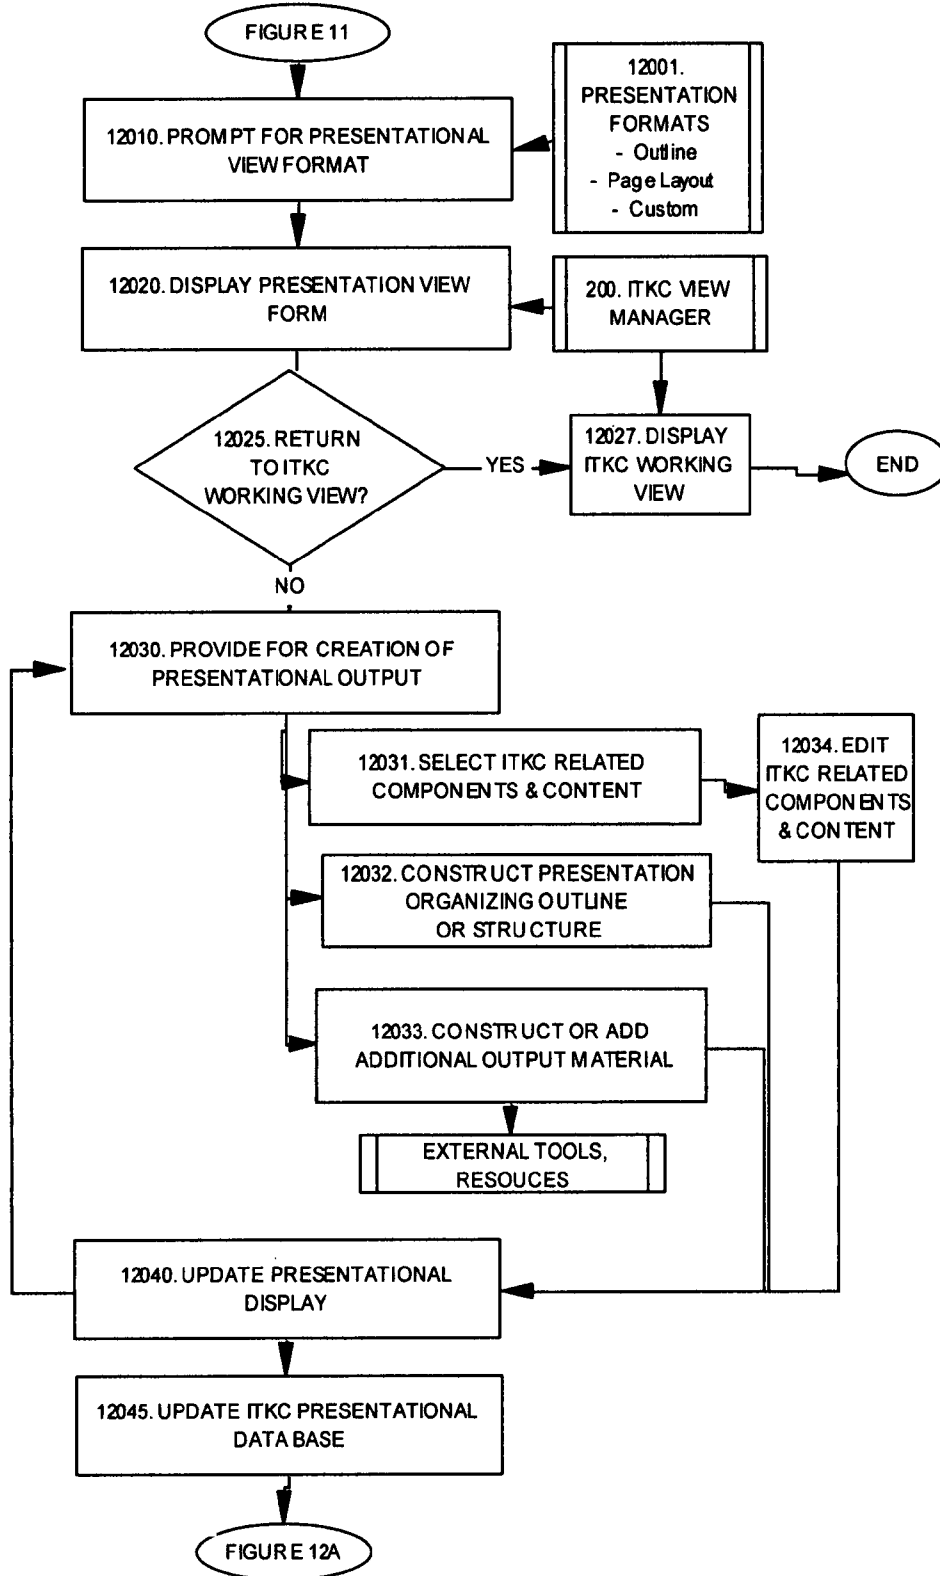 FIGURE 11
12001.
PRESENTATION
FORMATS
- Outline
- Page Layout
- Custom
12010. PROMPT FOR PRESENTATIONAL
VIEW FORMAT
12020. DISPLAY PRESENTATION VIEW
FORM
200. ITKC VIEW
MANAGER
12025. RETURN
TO ITKC
WORKING VIEW?
YES
12027. DISPLAY
ITKC WORKING
VIEW
END
NO
12030. PROVIDE FOR CREATION OF
PRESENTATIONAL OUTPUT
12031. SELECT ITKC RELATED
COMPONENTS & CONTENT
12034. EDIT
ITKC RELATED
COMPONENTS
& CONTENT
12032. CONSTRUCT PRESENTATION
ORGANIZING OUTLINE
OR STRUCTURE
12033. CONSTRUCT OR ADD
ADDITIONAL OUTPUT MATERIAL
EXTERNAL TOOLS,
RESOUCES
12040. UPDATE PRESENTATIONAL
DISPLAY
12045. UPDATE ITKC PRESENTATIONAL
DATA BASE
FIGURE 12A